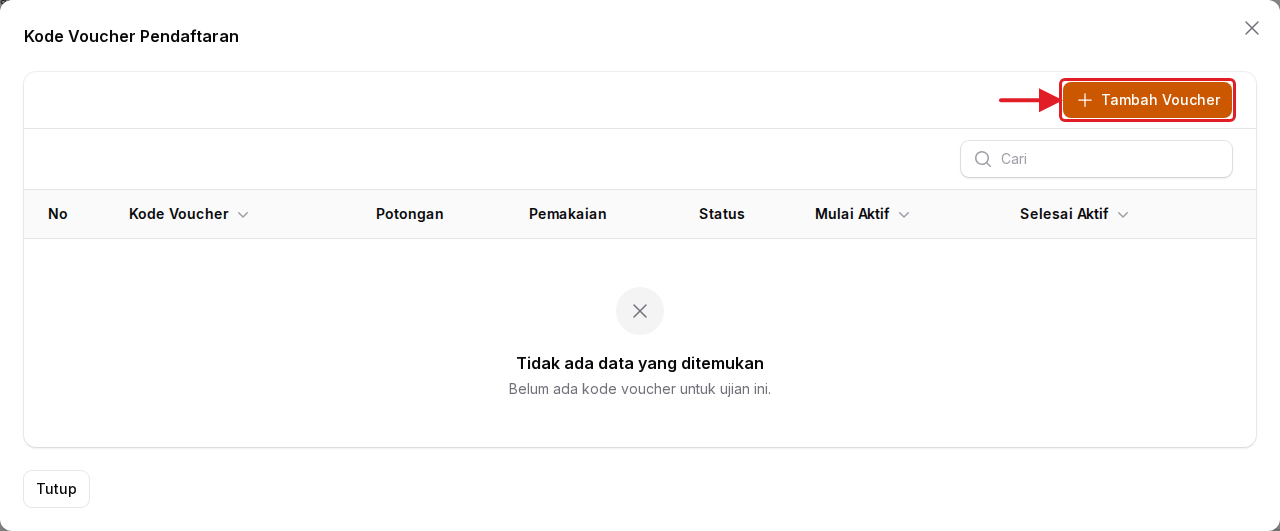 Kode Voucher Pendaftaran
Tambah Voucher
Cari
No Kode Voucher Potongan Pemakaian Status Mulai Aktif Selesai Aktif
Tidak ada data yang ditemukan
Belum ada kode voucher untuk ujian ini.
Tutup